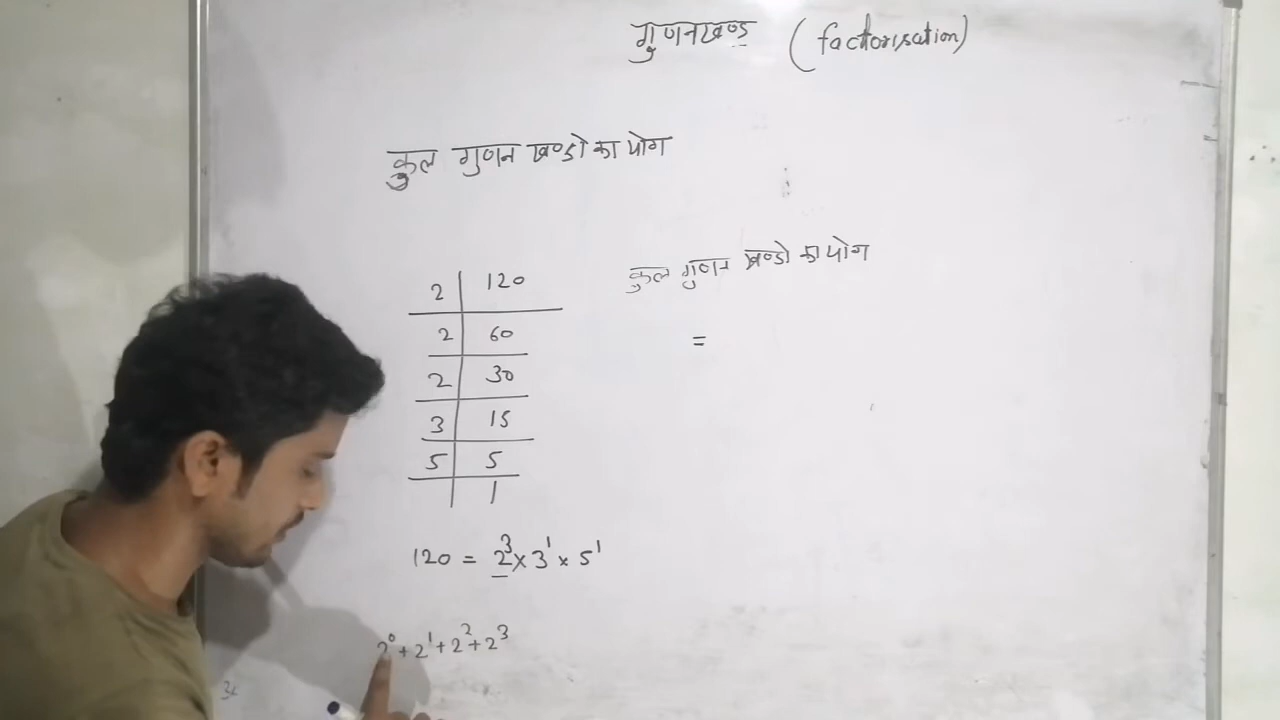 गुणनखण्ड (factorisation)
कुल गुणन खण्डो का योग
कुल गुणन खण्डो का योग
=
2 | 120
2 | 60
2 | 30
3 | 15
5 | 5
| 1
120 = 2³ × 3¹ × 5¹
2⁰ + 2¹ + 2² + 2³